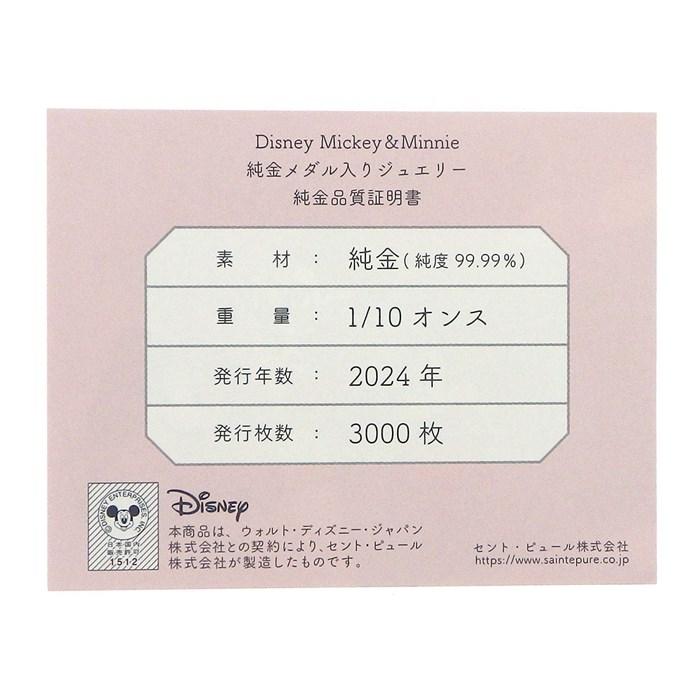 Disney Mickey&Minnie
純金メダル入りジュエリー
純金品質証明書
素 材 : 純金(純度 99.99%)
重 量 : 1/10 オンス
発行年数 : 2024 年
発行枚数 : 3000 枚
©DISNEY ENTERPRISES, INC.
日本国内
販売許可
1512
DISNEY
本商品は、ウォルト・ディズニー・ジャパン
株式会社との契約により、セント・ピュール
株式会社が製造したものです。
セント・ピュール株式会社
https://www.saintepure.co.jp